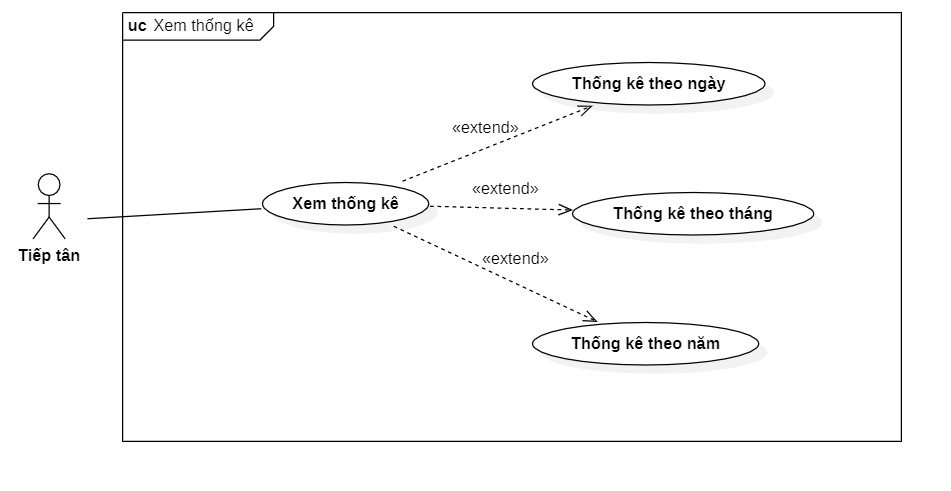 uc Xem thống kê
Thống kê theo ngày
«extend»
Xem thống kê
«extend»
Thống kê theo tháng
Tiếp tân
«extend»
Thống kê theo năm